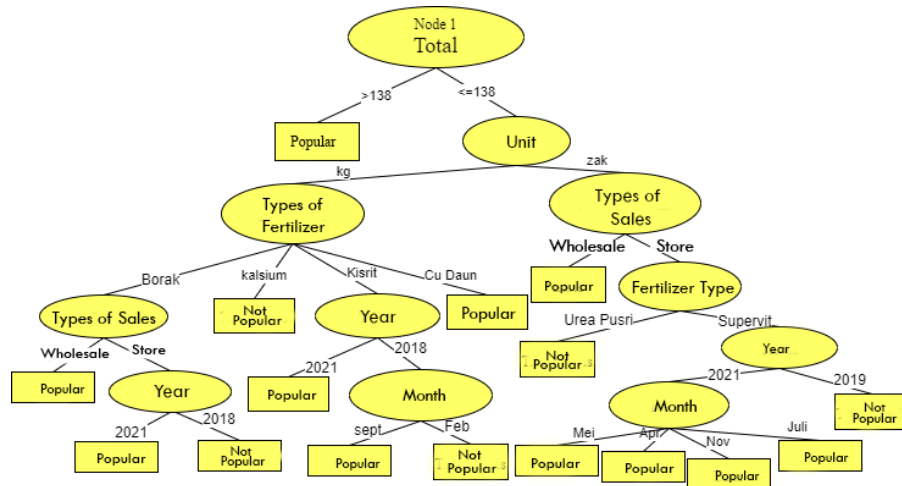 Node 1
Total
>138
<=138
Popular
Unit
kg
zak
Types of
Fertilizer
Types of
Sales
Wholesale
Store
Borak
kalsium
Kisrit
Cu Daun
Popular
Fertilizer Type
Types of Sales
Not
Popular
Year
Popular
Urea Pusri
Supervit
Wholesale
Store
2021
2018
Not
Popular
Year
Popular
Year
Popular
Month
2021
2019
Month
Not
Popular
2021
2018
sept
Feb
Mei
Apr
Nov
Juli
Popular
Not
Popular
Popular
Not
Popular
Popular
Popular
Popular
Popular